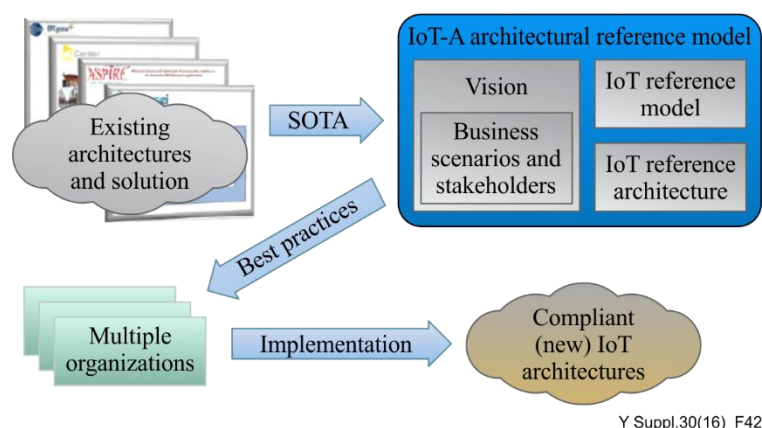 ASPIRE
Existing
architectures
and solution
SOTA
IoT-A architectural reference model
Vision
Business
scenarios and
stakeholders
IoT reference
model
IoT reference
architecture
Best practices
Multiple
organizations
Implementation
Compliant
(new) IoT
architectures
Y Suppl.30(16)_F42